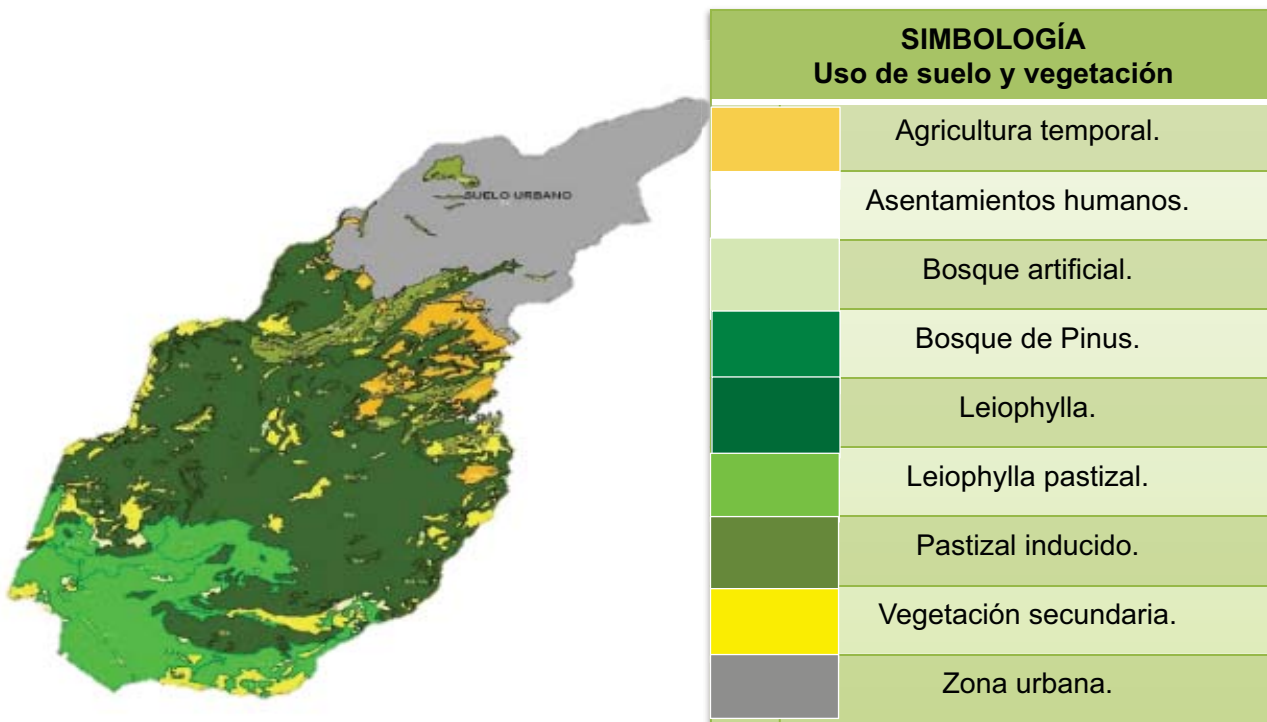 SUELO URBANO
SIMBOLOGÍA
Uso de suelo y vegetación
Agricultura temporal.
Asentamientos humanos.
Bosque artificial.
Bosque de Pinus.
Leiophylla.
Leiophylla pastizal.
Pastizal inducido.
Vegetación secundaria.
Zona urbana.